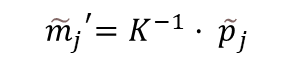 m̃ⱼ′ = K⁻¹ · p̃ⱼ